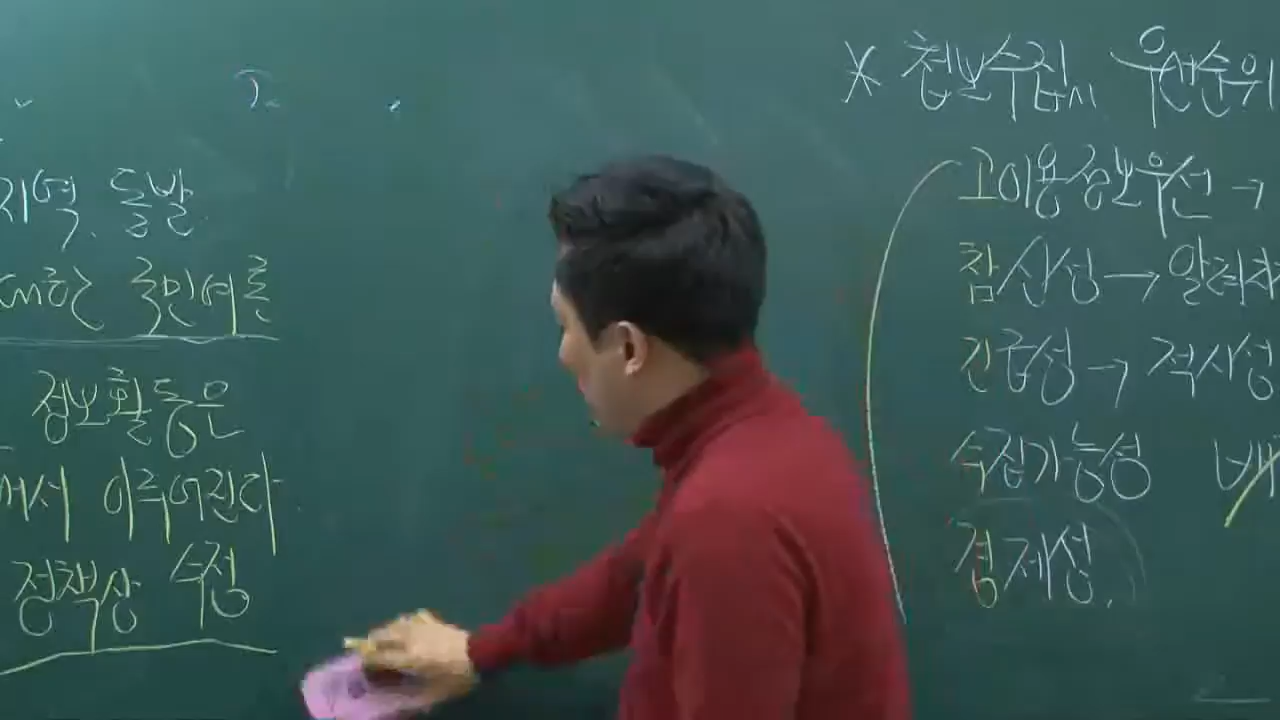 지역. 돌발
한 국민여론
정보활동은
에서 이루어진다
정책상 수정
* 첩보수집시 우선순위
고이용정보우선 →
참신성 → 알려지
긴급성 → 적시성
수집가능성
경제성.